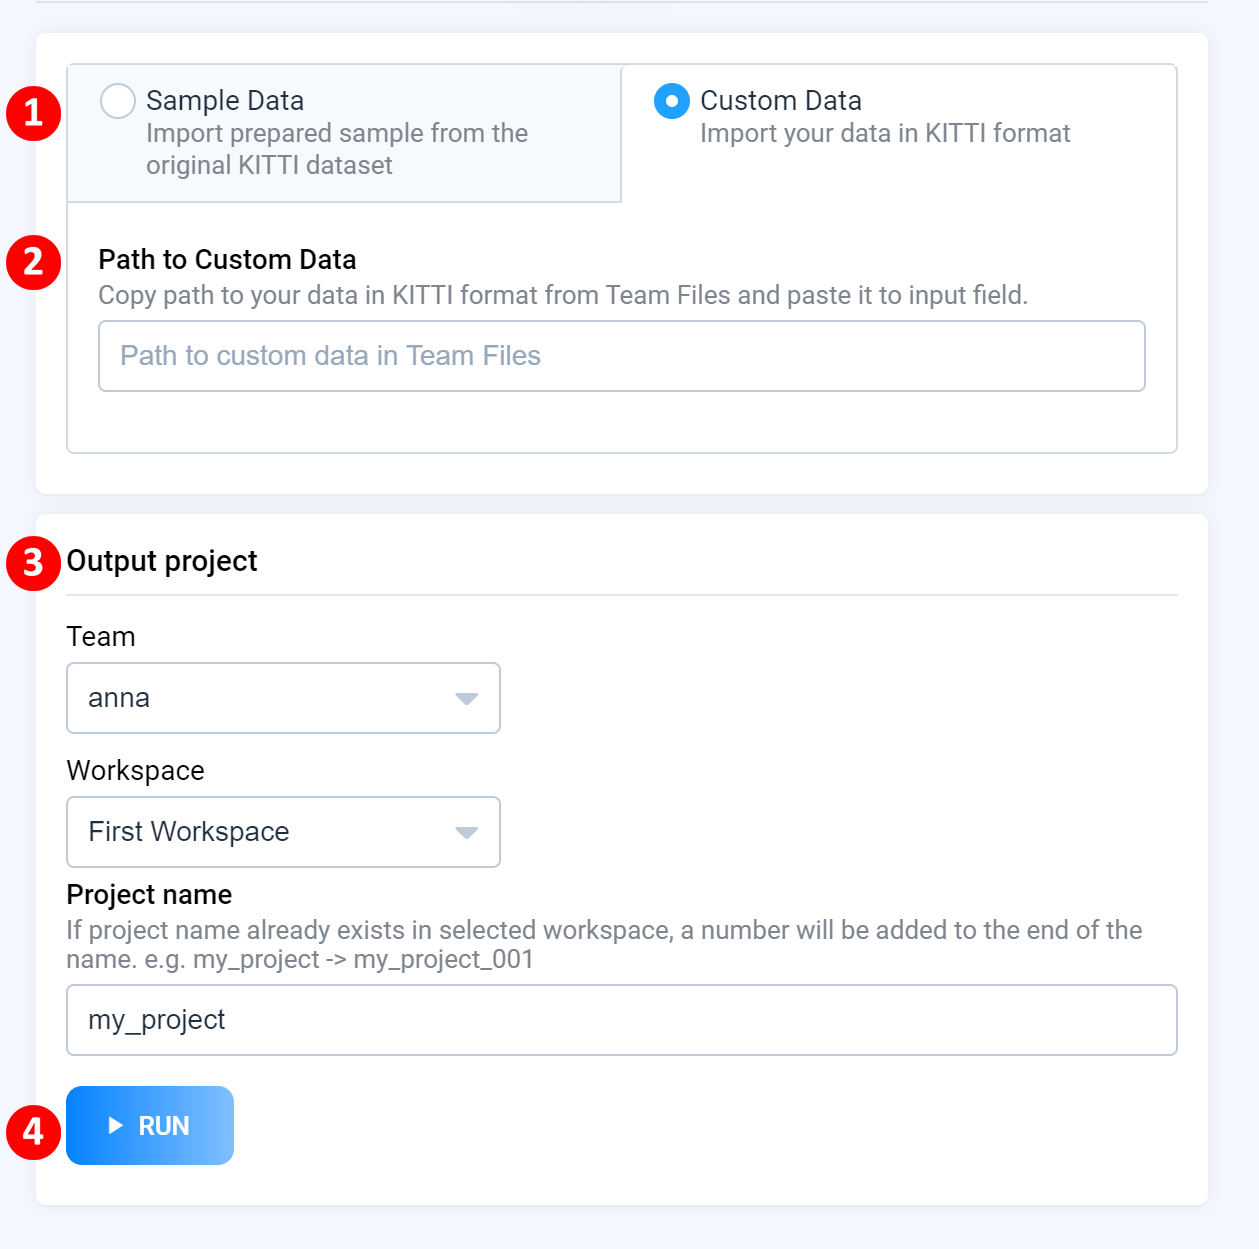 1
Sample Data
Import prepared sample from the
original KITTI dataset
Custom Data
Import your data in KITTI format
2
Path to Custom Data
Copy path to your data in KITTI format from Team Files and paste it to input field.
Path to custom data in Team Files
3
Output project
Team
anna
Workspace
First Workspace
Project name
If project name already exists in selected workspace, a number will be added to the end of the
name. e.g. my_project -> my_project_001
my_project
4
RUN